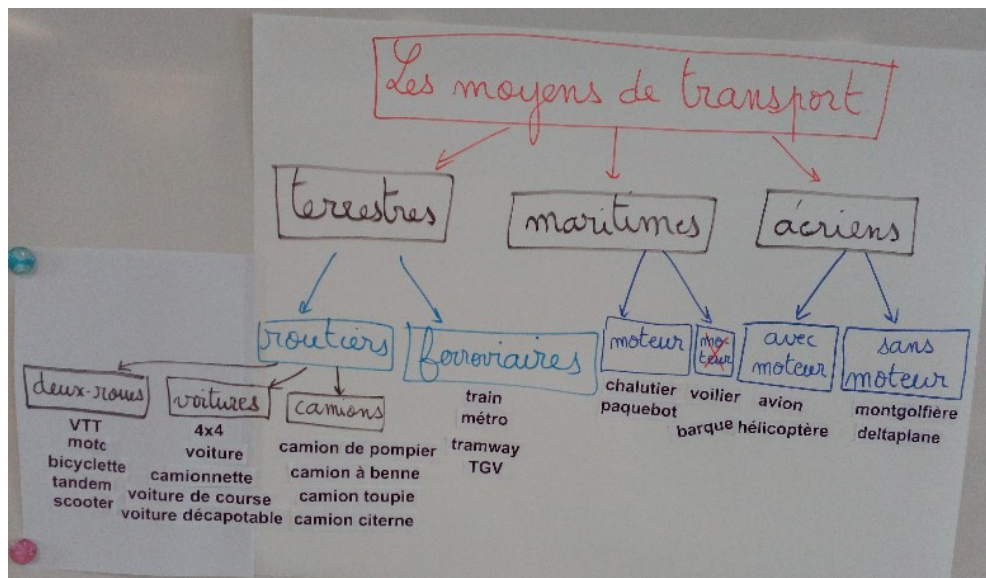 Les moyens de transport
terrestres
maritimes
aériens
routiers
ferroviaires
moteur
moteur
avec
moteur
sans
moteur
deux-roues
voitures
camions
VTT
moto
bicyclette
tandem
scooter
4x4
voiture
camionnette
voiture de course
voiture décapotable
camion de pompier
camion à benne
camion toupie
camion citerne
train
métro
tramway
TGV
chalutier
paquebot
voilier
barque
avion
hélicoptère
montgolfière
deltaplane